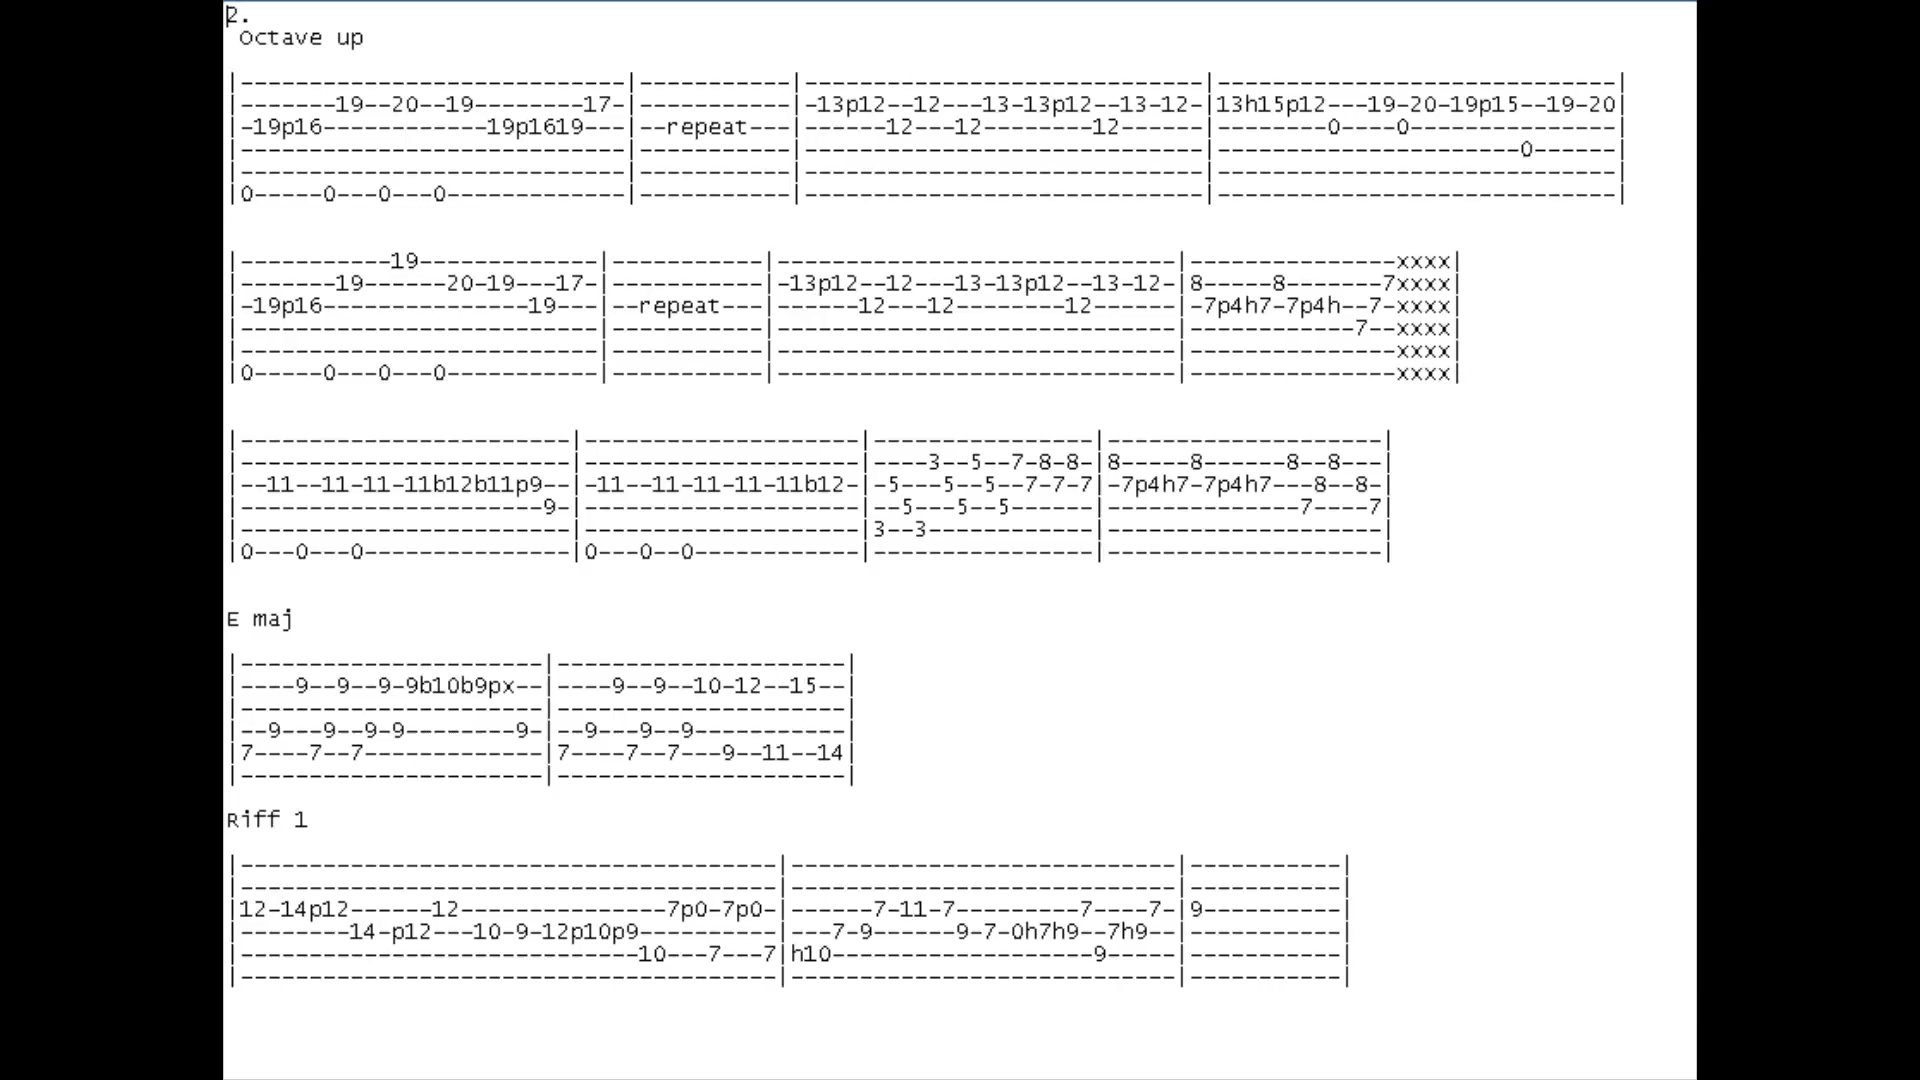 2.
Octave up
|----------------------------|-----------|-----------------------------|-----------------------------|
|-------19--20--19--------17-|-----------|-13p12--12---13-13p12--13-12-|13h15p12---19-20-19p15--19-20|
|-19p16------------19p1619---|--repeat---|------12---12--------12------|--------0----0---------------|
|----------------------------|-----------|-----------------------------|----------------------0------|
|----------------------------|-----------|-----------------------------|-----------------------------|
|0-----0---0---0-------------|-----------|-----------------------------|-----------------------------|
|-----------19-------------|-----------|-----------------------------|---------------xxxx|
|-------19------20-19---17-|-----------|-13p12--12---13-13p12--13-12-|8-----8-------7xxxx|
|-19p16---------------19---|--repeat---|------12---12--------12------|-7p4h7-7p4h--7-xxxx|
|--------------------------|-----------|-----------------------------|------------7--xxxx|
|--------------------------|-----------|-----------------------------|---------------xxxx|
|0-----0---0---0-----------|-----------|-----------------------------|---------------xxxx|
|------------------------|--------------------|----------------|--------------------|
|------------------------|--------------------|----3--5--7-8-8-|8-----8------8--8---|
|--11--11-11-11b12b11p9--|-11--11-11-11-11b12-|-5---5--5--7-7-7|-7p4h7-7p4h7---8--8-|
|----------------------9-|--------------------|--5---5--5------|--------------7----7|
|------------------------|--------------------|3--3------------|--------------------|
|0---0---0---------------|0---0--0------------|----------------|--------------------|
E maj
|----------------------|---------------------|
|----9--9--9-9b10b9px--|----9--9--10-12--15--|
|----------------------|---------------------|
|--9---9--9-9--------9-|--9---9--9-----------|
|7----7--7-------------|7----7--7---9--11--14|
|----------------------|---------------------|
Riff 1
|---------------------------------------|----------------------------|-----------|
|---------------------------------------|----------------------------|-----------|
|12-14p12------12---------------7p0-7p0-|------7-11-7---------7----7-|9----------|
|--------14-p12---10-9-12p10p9----------|---7-9------9-7-0h7h9--7h9--|-----------|
|-----------------------------10---7---7|h10-------------------9-----|-----------|
|---------------------------------------|----------------------------|-----------|